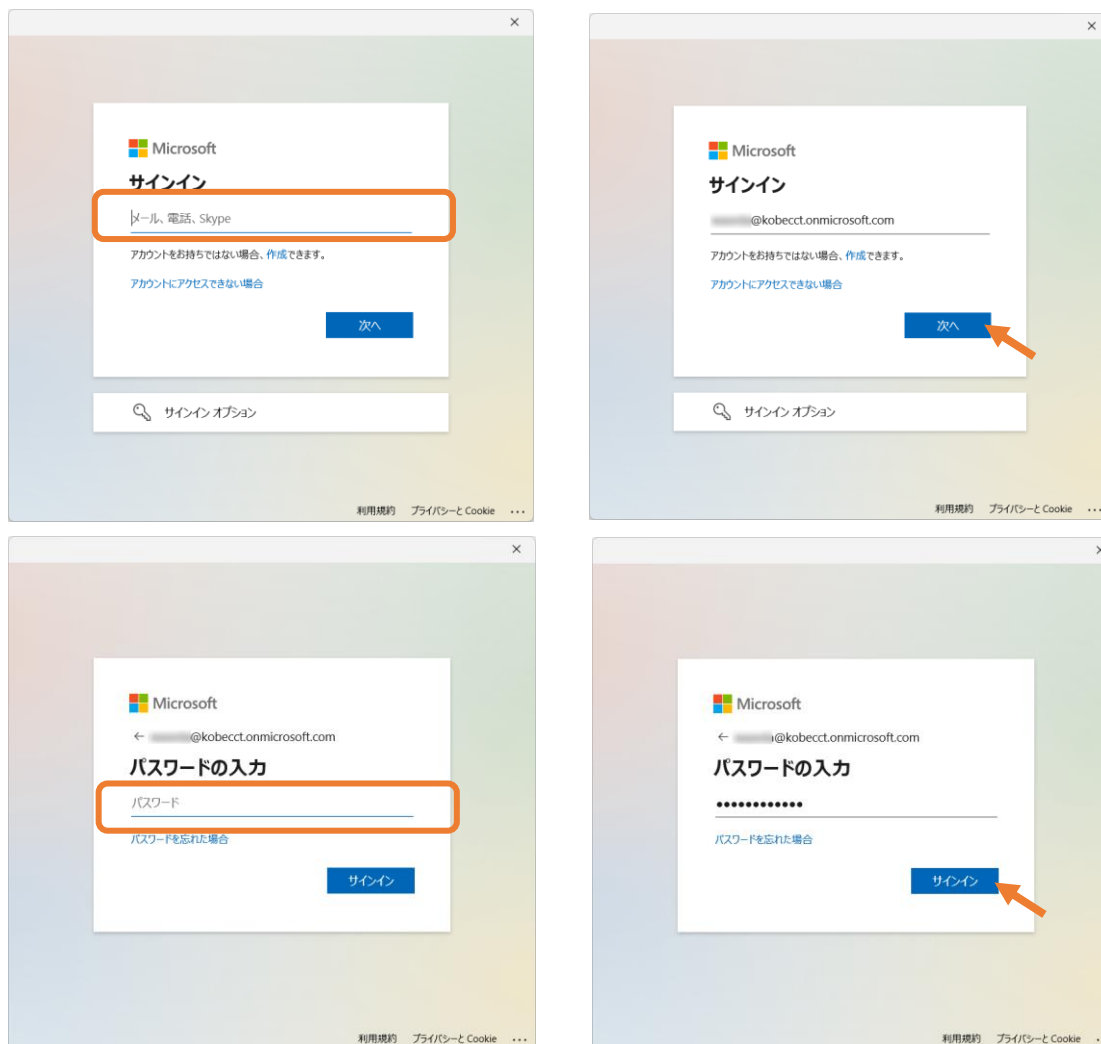 Microsoft
サインイン
メール、電話、Skype
アカウントをお持ちではない場合、作成できます。
アカウントにアクセスできない場合
次へ
サインイン オプション
利用規約 プライバシーと Cookie ...
Microsoft
サインイン
@kobecct.onmicrosoft.com
アカウントをお持ちではない場合、作成できます。
アカウントにアクセスできない場合
次へ
サインイン オプション
利用規約 プライバシーと Cookie ...
Microsoft
← @kobecct.onmicrosoft.com
パスワードの入力
パスワード
パスワードを忘れた場合
サインイン
利用規約 プライバシーと Cookie ...
Microsoft
← @kobecct.onmicrosoft.com
パスワードの入力
••••••••••••
パスワードを忘れた場合
サインイン
利用規約 プライバシーと Cookie